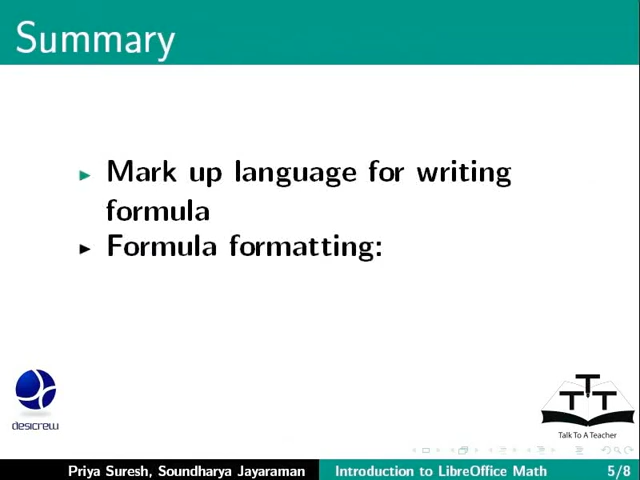 Summary
Mark up language for writing
formula
Formula formatting:
desicrew
TTT
Talk To A Teacher
Priya Suresh, Soundharya Jayaraman Introduction to LibreOffice Math 5/8